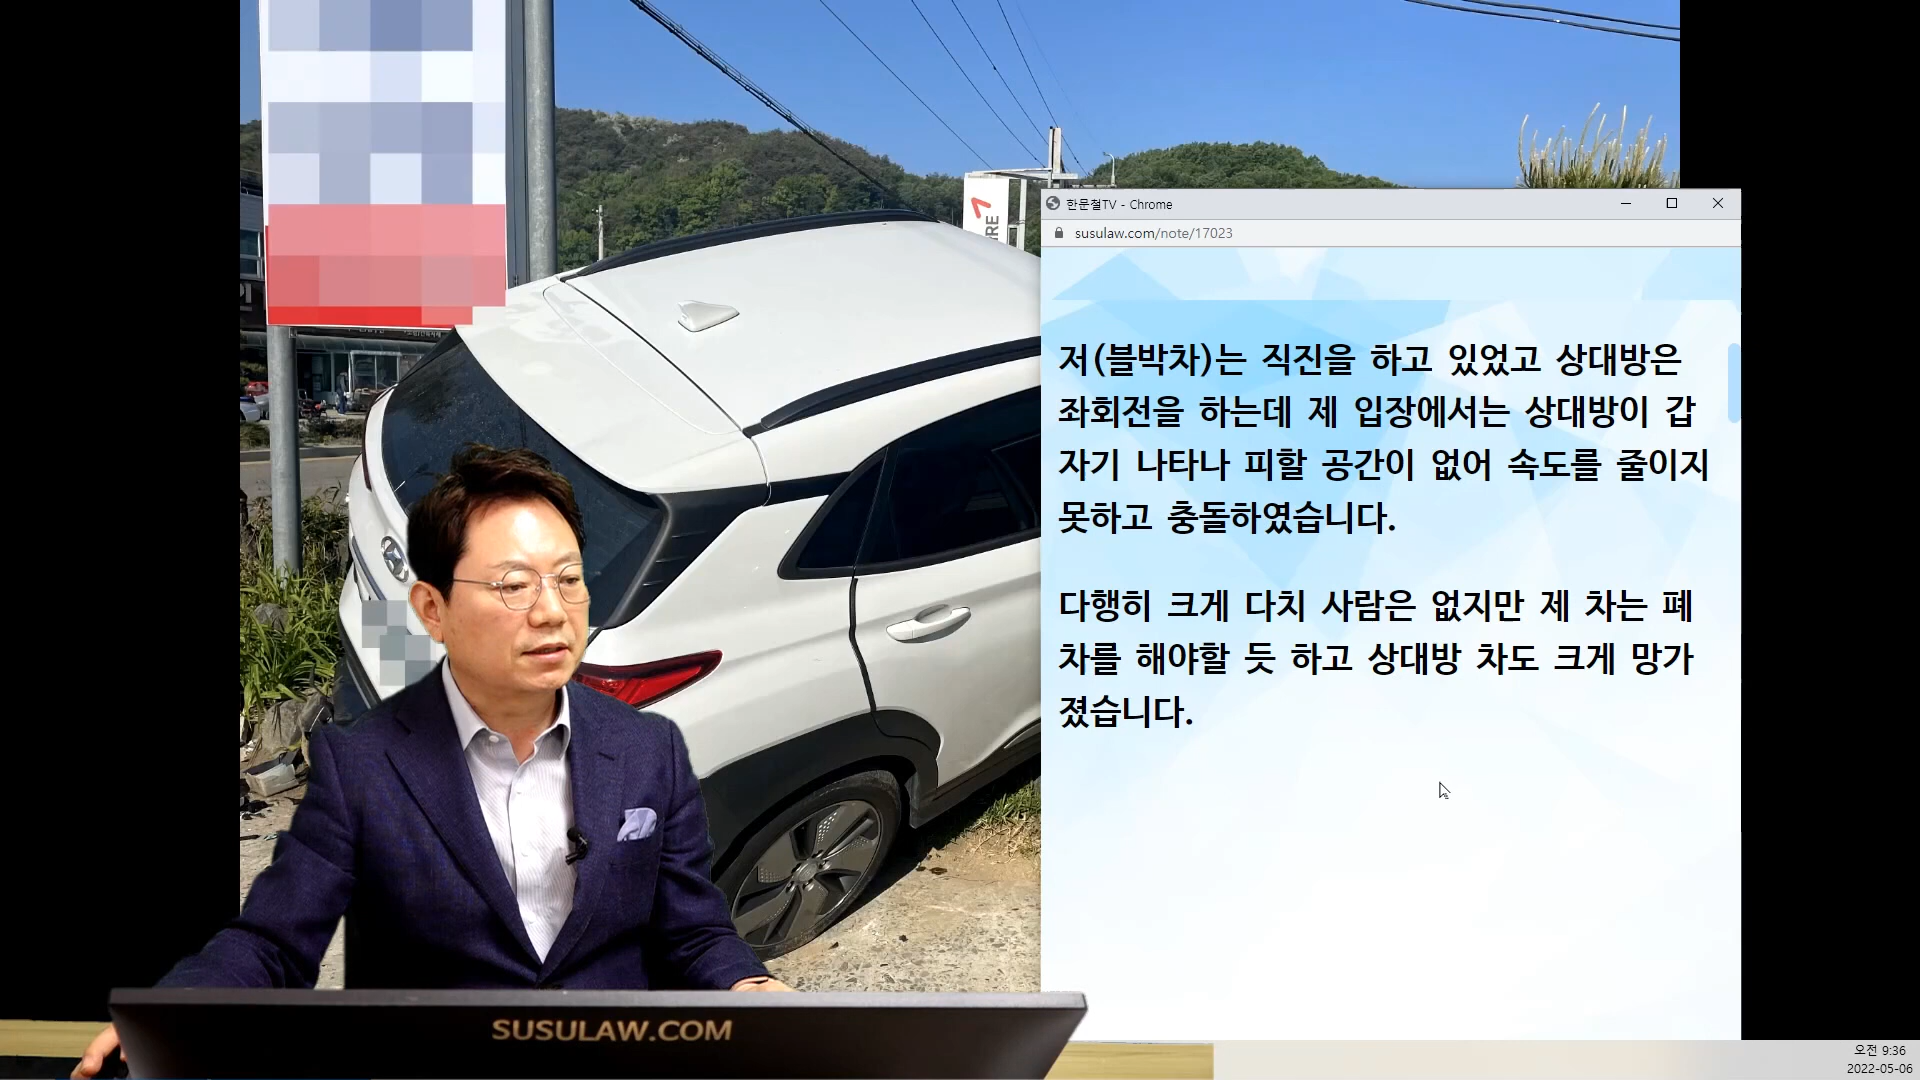 한문철TV - Chrome
susulaw.com/note/17023
저(블박차)는 직진을 하고 있었고 상대방은
좌회전을 하는데 제 입장에서는 상대방이 갑
자기 나타나 피할 공간이 없어 속도를 줄이지
못하고 충돌하였습니다.
다행히 크게 다치 사람은 없지만 제 차는 폐
차를 해야할 듯 하고 상대방 차도 크게 망가
졌습니다.
SUSULAW.COM
오전 9:36
2022-05-06